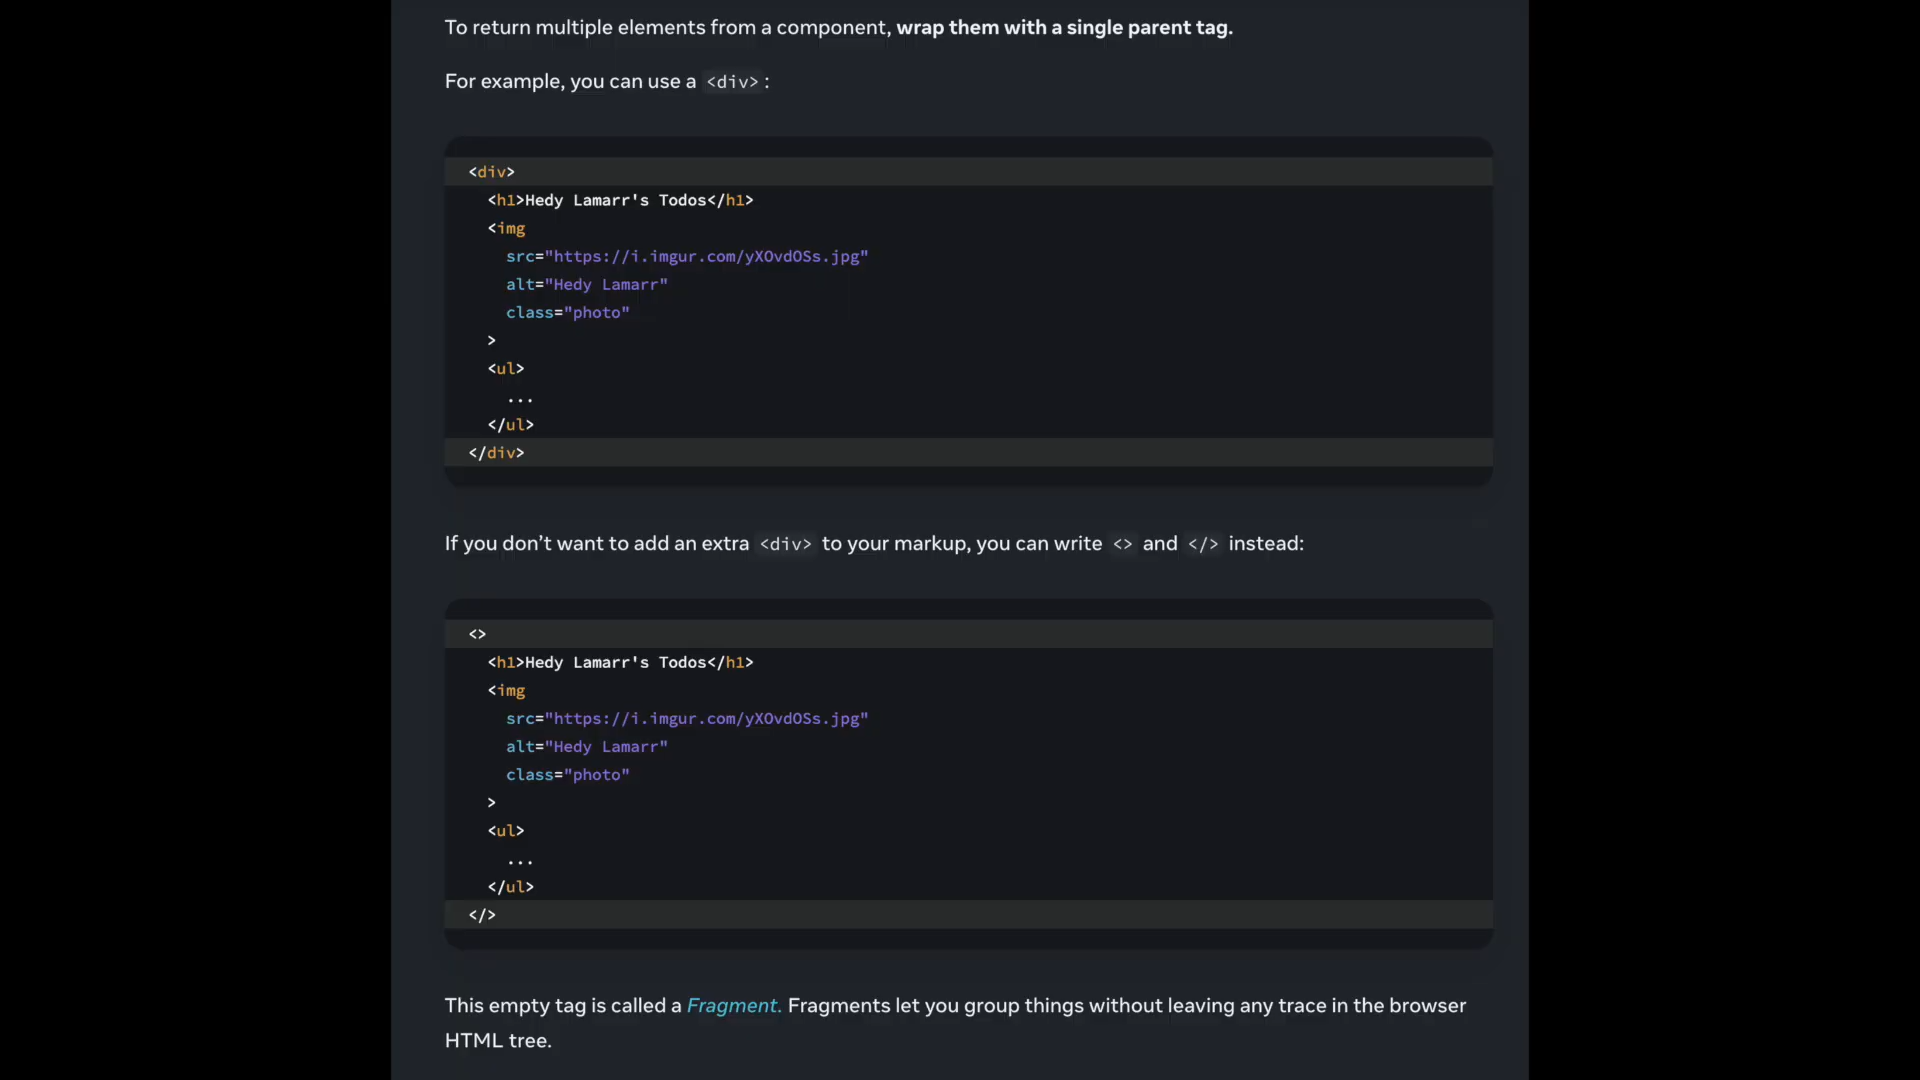 To return multiple elements from a component, wrap them with a single parent tag.
For example, you can use a <div>:
<div>
  <h1>Hedy Lamarr's Todos</h1>
  <img
    src="https://i.imgur.com/yXOvdOSs.jpg"
    alt="Hedy Lamarr"
    class="photo"
  >
  <ul>
    ...
  </ul>
</div>
If you don’t want to add an extra <div> to your markup, you can write <> and </> instead:
<>
  <h1>Hedy Lamarr's Todos</h1>
  <img
    src="https://i.imgur.com/yXOvdOSs.jpg"
    alt="Hedy Lamarr"
    class="photo"
  >
  <ul>
    ...
  </ul>
</>
This empty tag is called a Fragment. Fragments let you group things without leaving any trace in the browser
HTML tree.